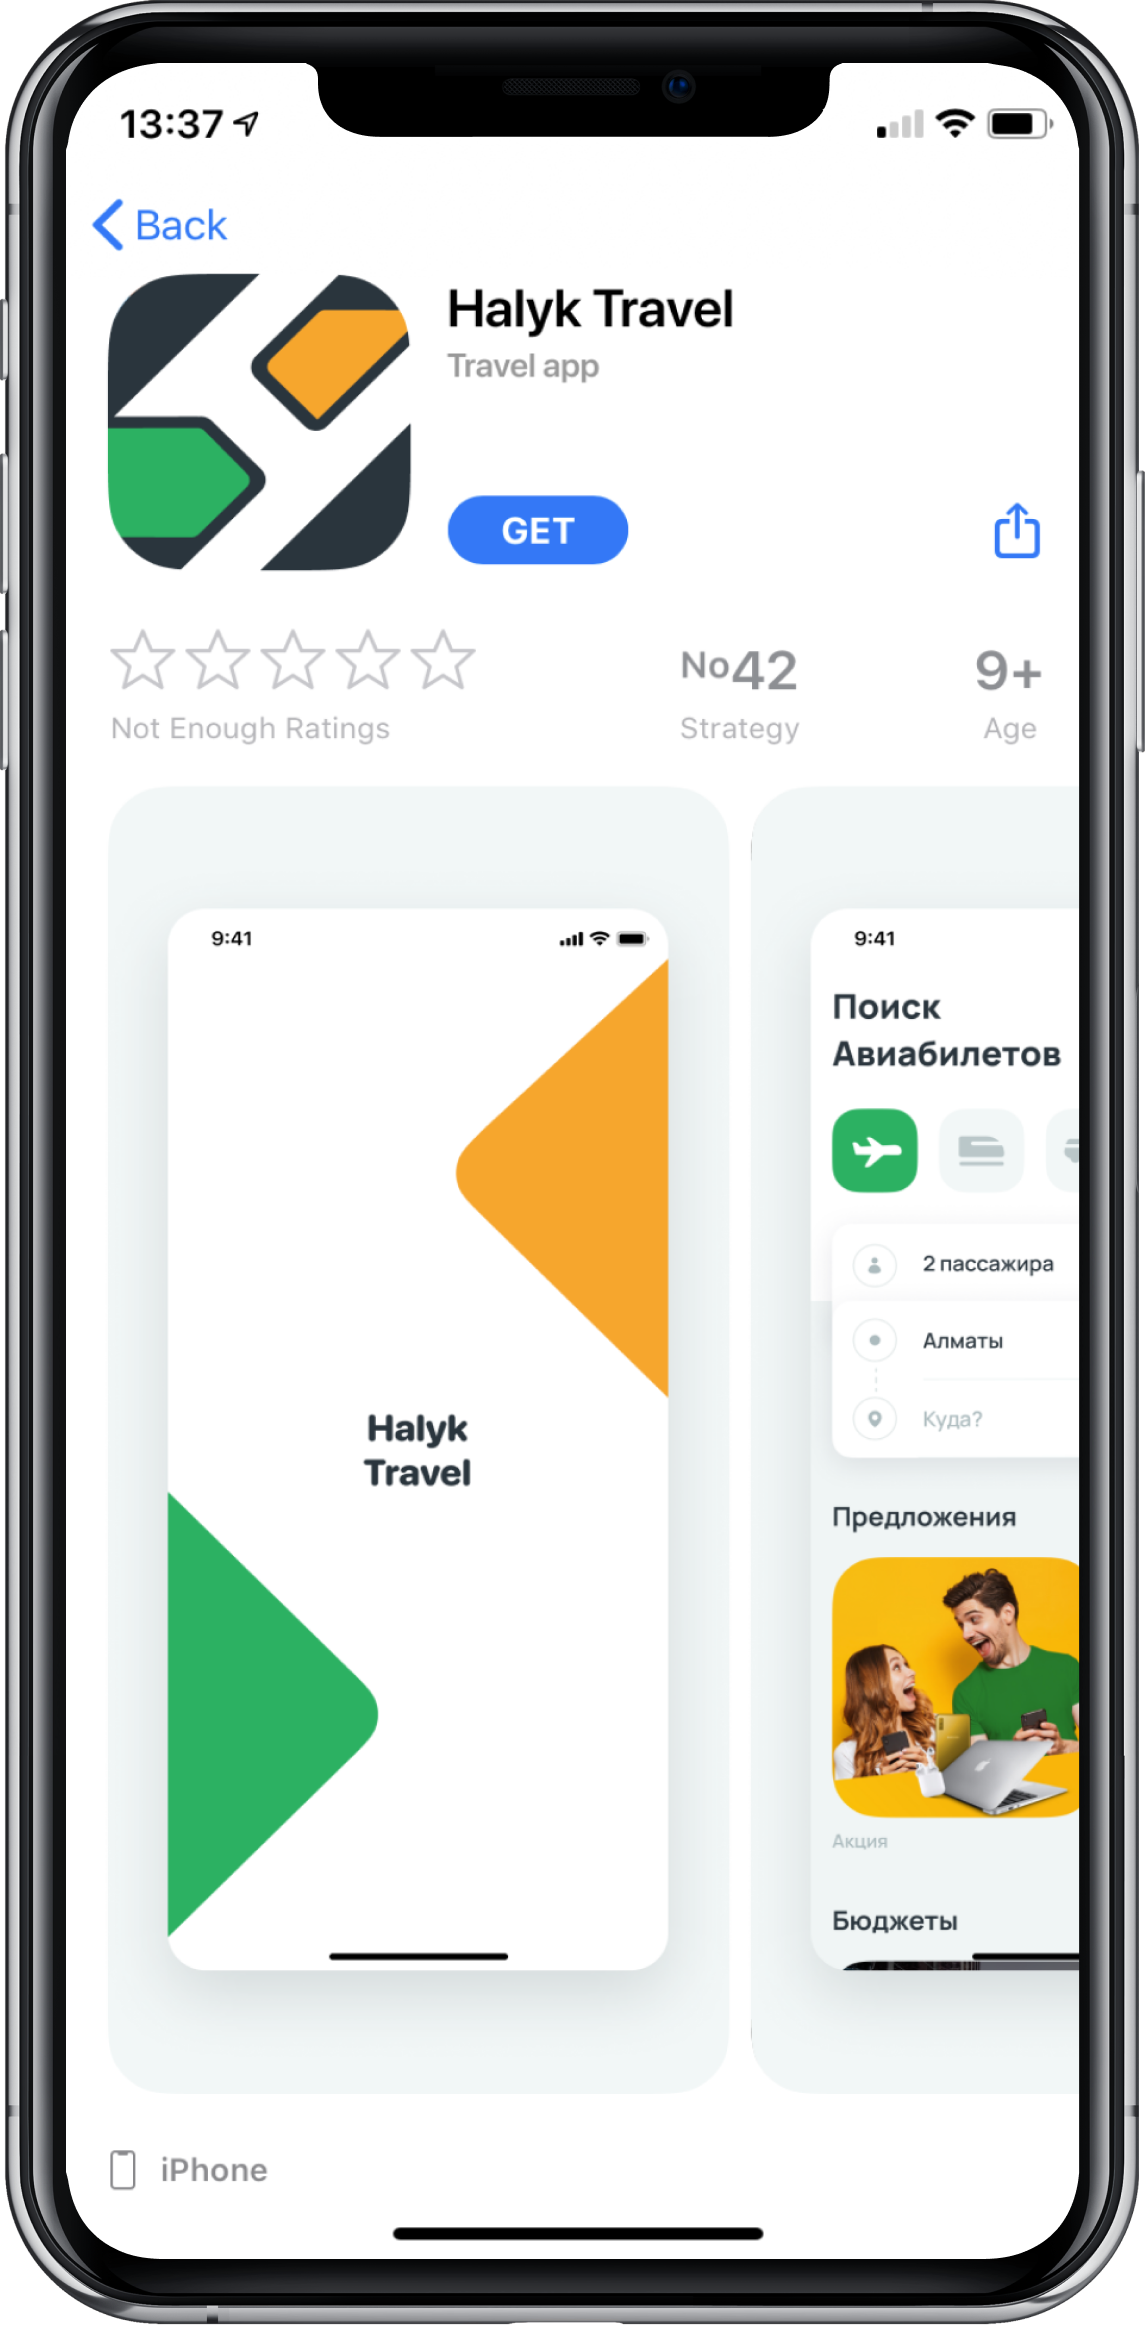 13:37
Back
Halyk Travel
Travel app
GET
Not Enough Ratings
No42
Strategy
9+
Age
9:41
Halyk
Travel
9:41
Поиск
Авиабилетов
2 пассажира
Алматы
Куда?
Предложения
Акция
Бюджеты
iPhone